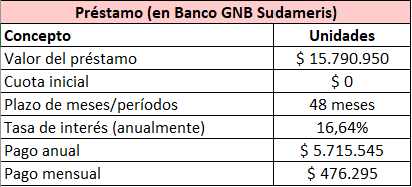 Préstamo (en Banco GNB Sudameris)
Concepto Unidades
Valor del préstamo $ 15.790.950
Cuota inicial $ 0
Plazo de meses/períodos 48 meses
Tasa de interés (anualmente) 16,64%
Pago anual $ 5.715.545
Pago mensual $ 476.295